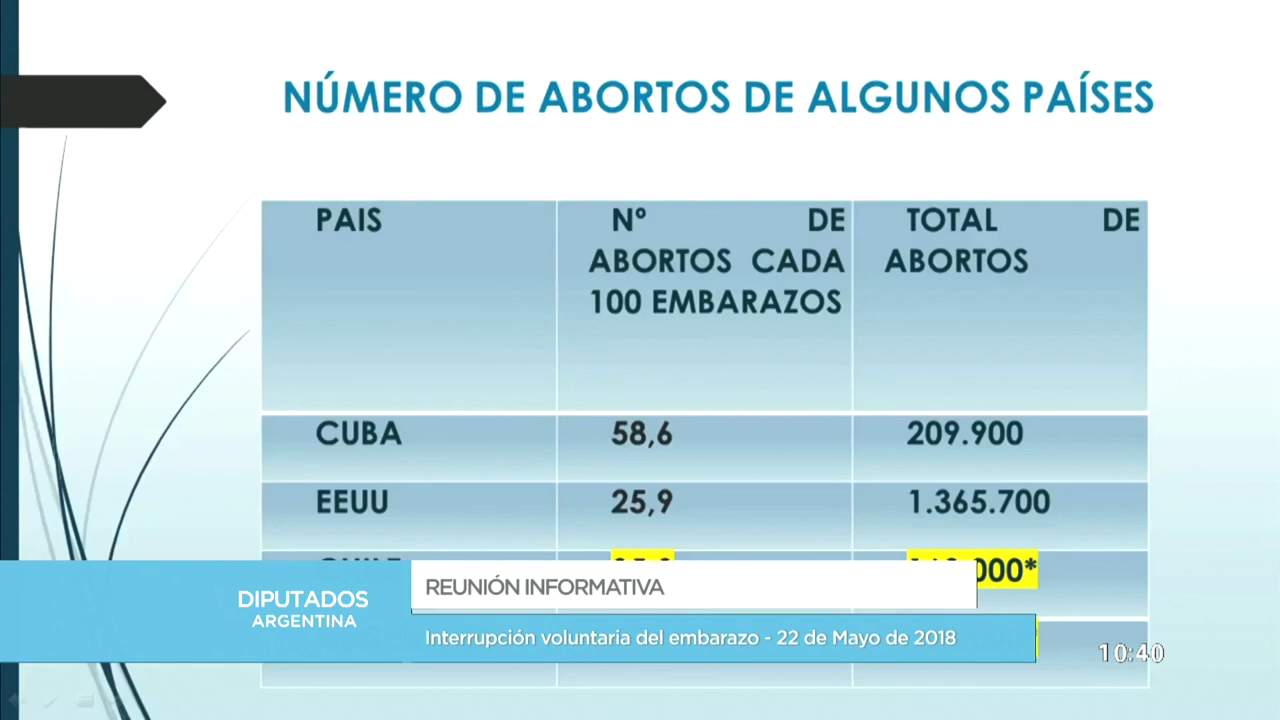 NÚMERO DE ABORTOS DE ALGUNOS PAÍSES
PAIS
Nº DE
ABORTOS CADA
100 EMBARAZOS
TOTAL DE
ABORTOS
CUBA 58,6 209.900
EEUU 25,9 1.365.700
DIPUTADOS
ARGENTINA
REUNIÓN INFORMATIVA
Interrupción voluntaria del embarazo - 22 de Mayo de 2018
10:40